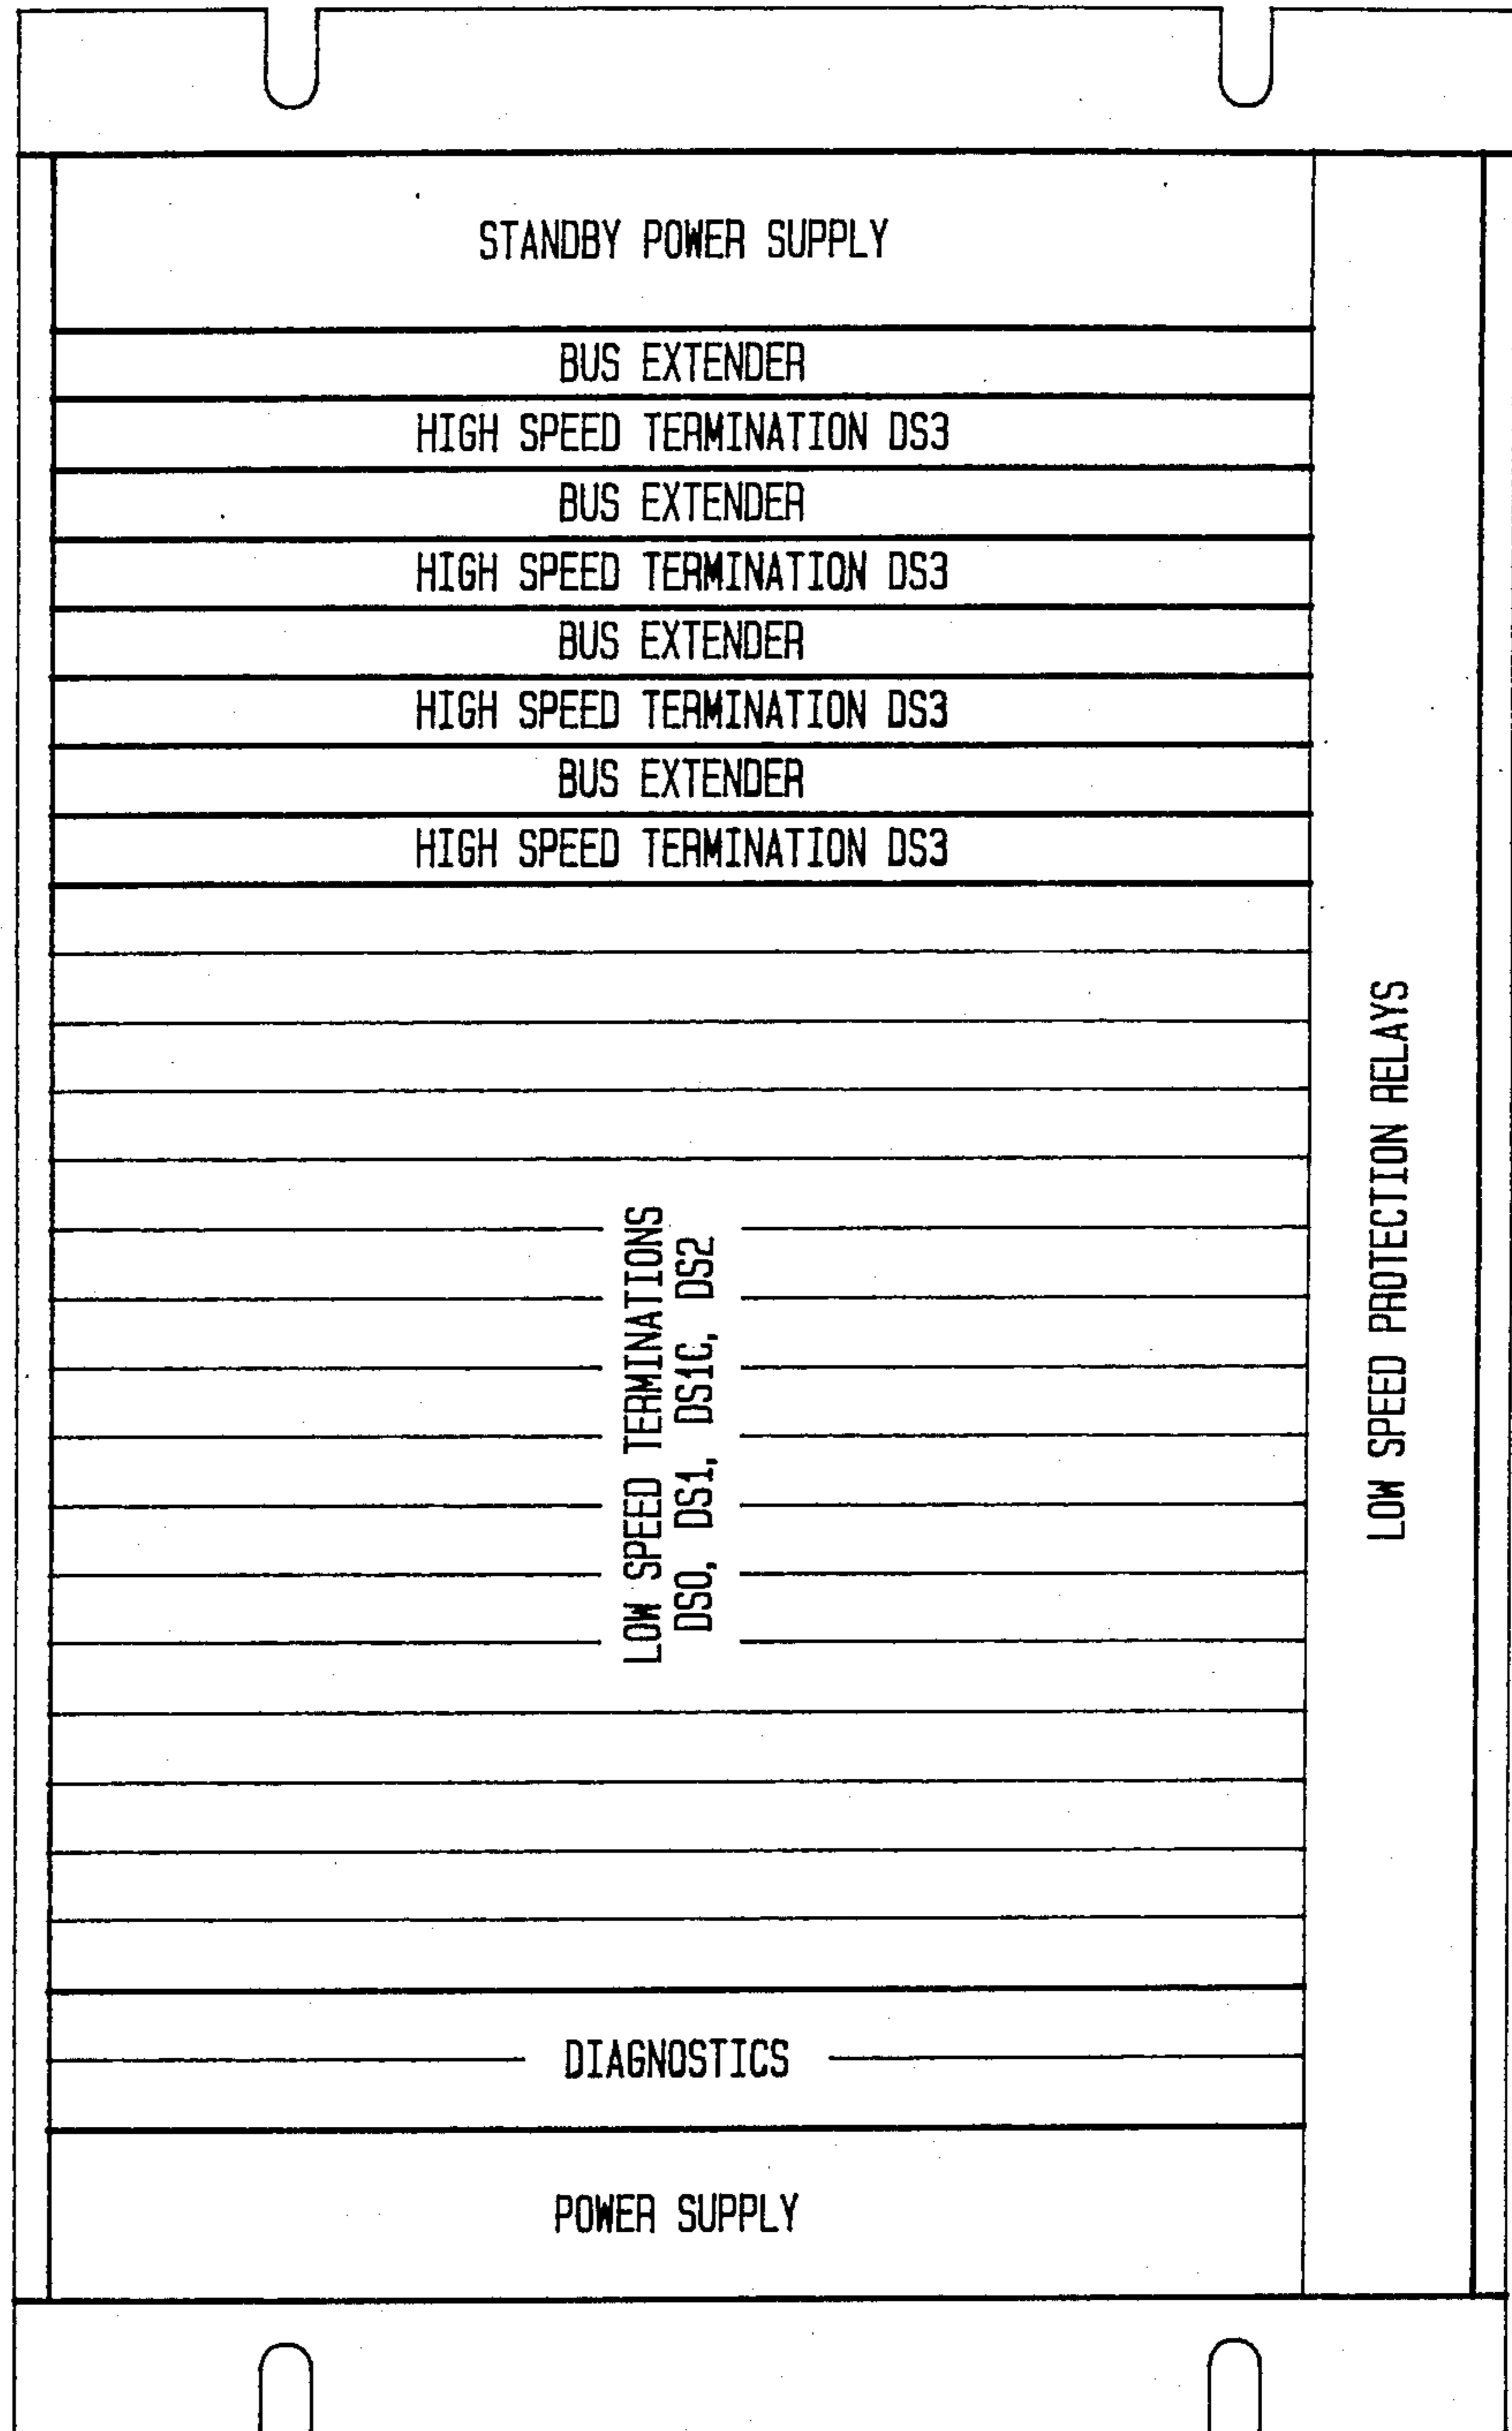 STANDBY POWER SUPPLY
BUS EXTENDER
HIGH SPEED TERMINATION DS3
BUS EXTENDER
HIGH SPEED TERMINATION DS3
BUS EXTENDER
HIGH SPEED TERMINATION DS3
BUS EXTENDER
HIGH SPEED TERMINATION DS3
LOW SPEED TERMINATIONS
DS0, DS1, DS1C, DS2
LOW SPEED PROTECTION RELAYS
DIAGNOSTICS
POWER SUPPLY